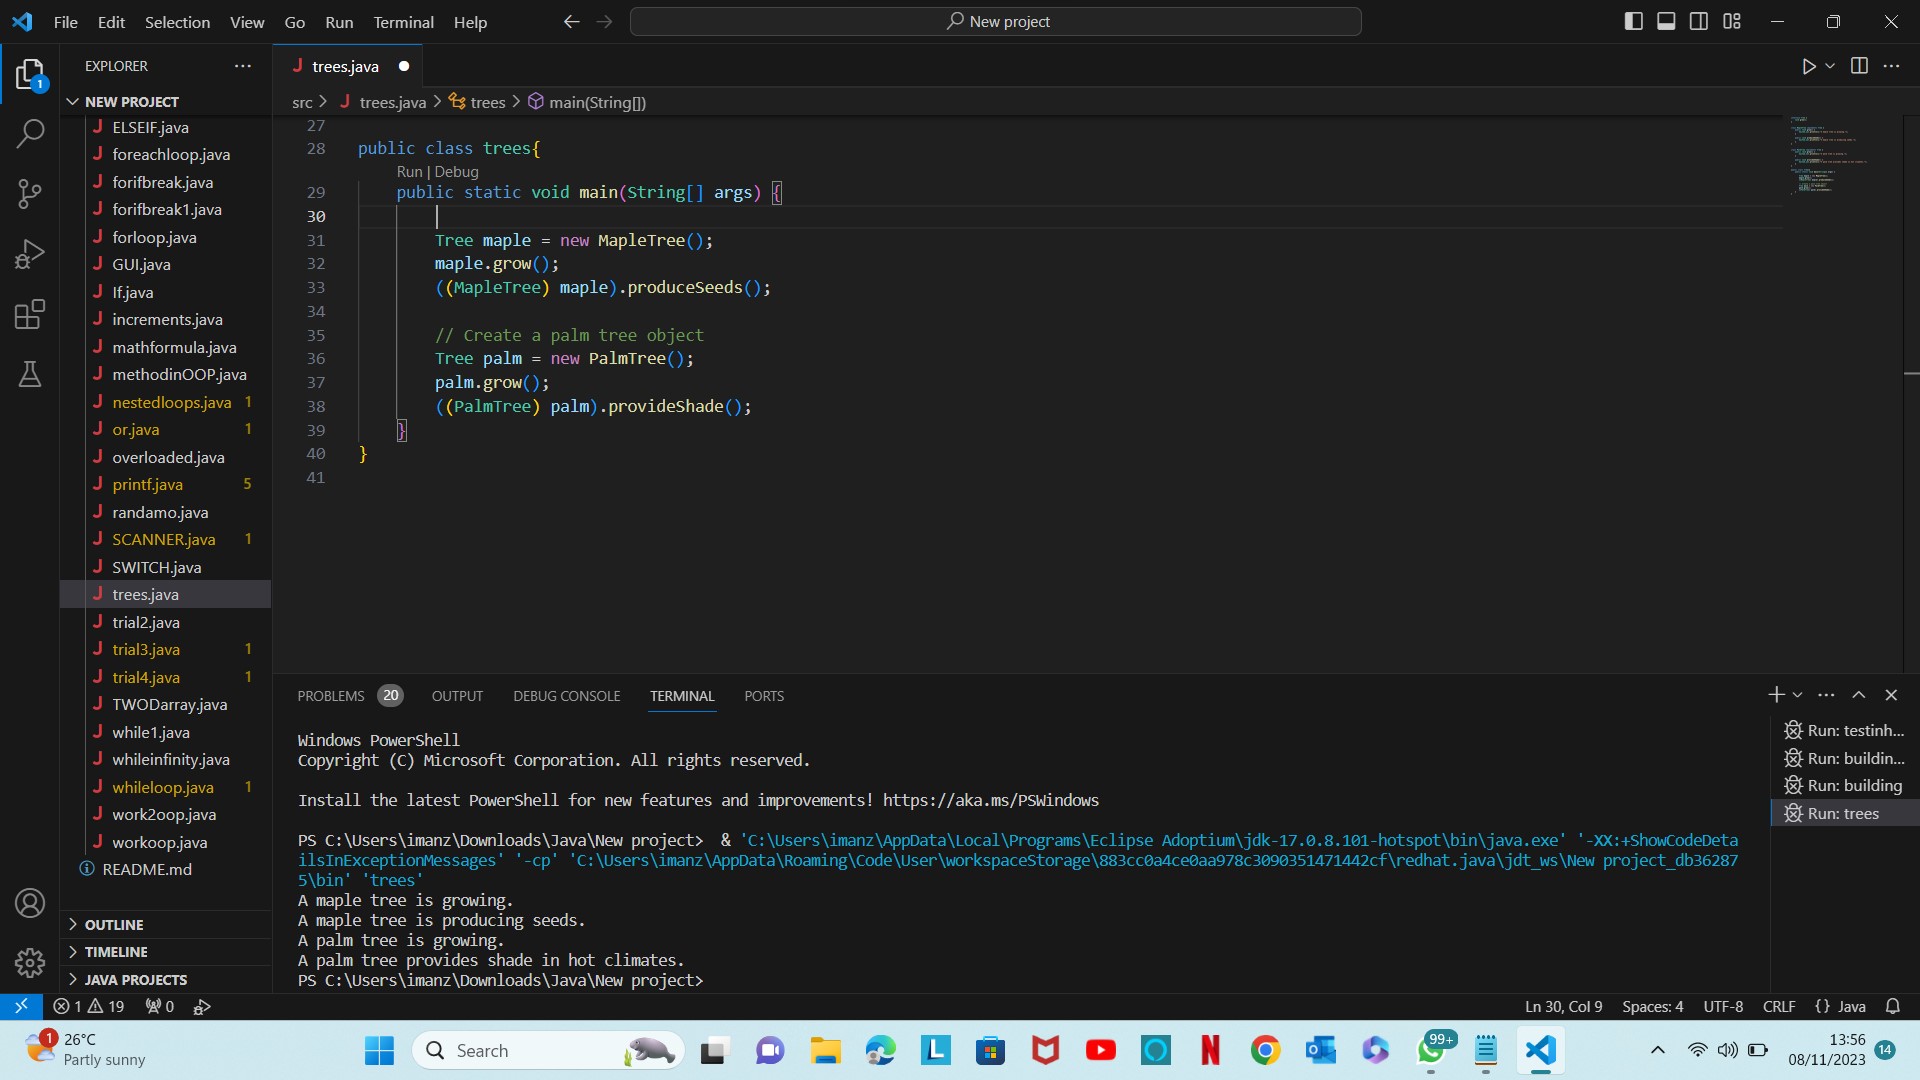 File Edit Selection View Go Run Terminal Help
New project
EXPLORER
trees.java
NEW PROJECT
src > trees.java > trees > main(String[])
ELSEIF.java
foreachloop.java
forifbreak.java
forifbreak1.java
forloop.java
GUI.java
If.java
increments.java
mathformula.java
methodinOOP.java
nestedloops.java 1
or.java 1
overloaded.java
printf.java 5
randamo.java
SCANNER.java 1
SWITCH.java
trees.java
trial2.java
trial3.java 1
trial4.java 1
TWODarray.java
while1.java
whileinfinity.java
whileloop.java 1
work2oop.java
workoop.java
README.md
OUTLINE
TIMELINE
JAVA PROJECTS
27
28 public class trees{
Run | Debug
29 public static void main(String[] args) {
30
31 Tree maple = new MapleTree();
32 maple.grow();
33 ((MapleTree) maple).produceSeeds();
34
35 // Create a palm tree object
36 Tree palm = new PalmTree();
37 palm.grow();
38 ((PalmTree) palm).provideShade();
39 }
40 }
41
PROBLEMS 20 OUTPUT DEBUG CONSOLE TERMINAL PORTS
Windows PowerShell
Copyright (C) Microsoft Corporation. All rights reserved.
Install the latest PowerShell for new features and improvements! https://aka.ms/PSWindows
PS C:\Users\imanz\Downloads\Java\New project>  & 'C:\Users\imanz\AppData\Local\Programs\Eclipse Adoptium\jdk-17.0.8.101-hotspot\bin\java.exe' '-XX:+ShowCodeDeta
ilsInExceptionMessages' '-cp' 'C:\Users\imanz\AppData\Roaming\Code\User\workspaceStorage\883cc0a4ce0aa978c3090351471442cf\redhat.java\jdt_ws\New project_db36287
5\bin' 'trees'
A maple tree is growing.
A maple tree is producing seeds.
A palm tree is growing.
A palm tree provides shade in hot climates.
PS C:\Users\imanz\Downloads\Java\New project>
Run: testinh...
Run: buildin...
Run: building
Run: trees
1 19 0
Ln 30, Col 9 Spaces: 4 UTF-8 CRLF {} Java
1
26°C
Partly sunny
Search
99+
13:56
08/11/2023
14